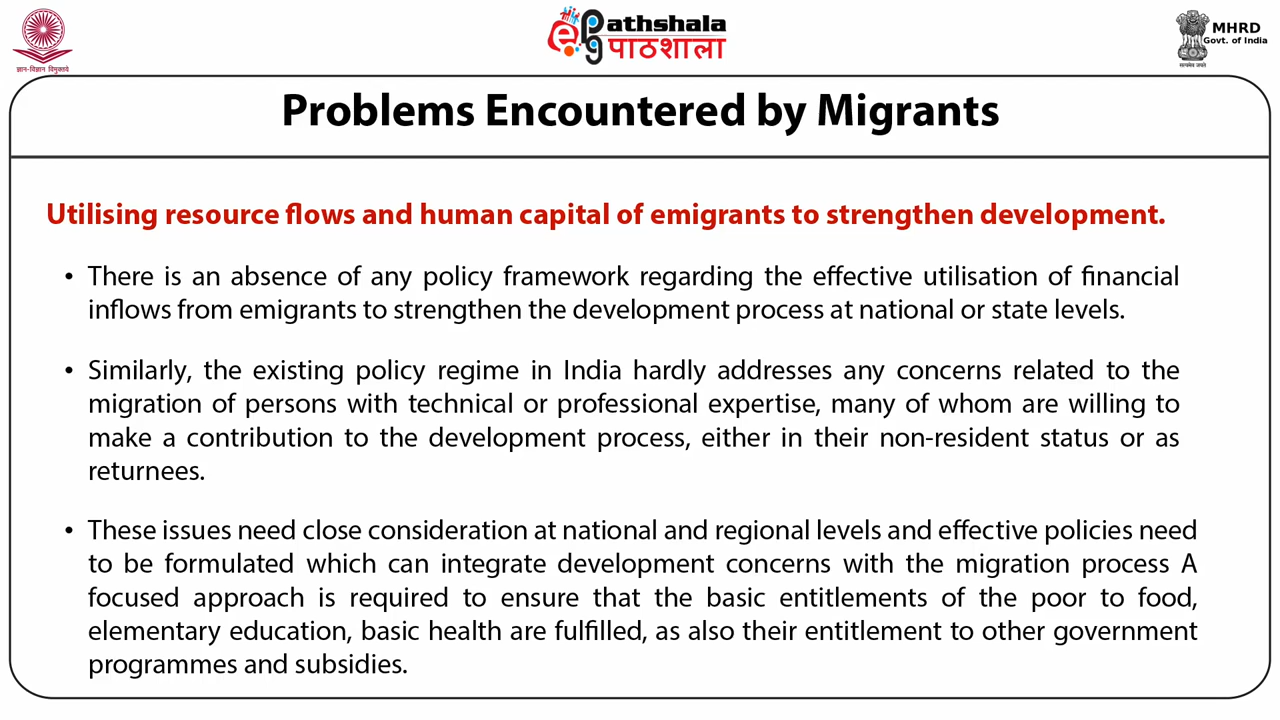 ज्ञान-विज्ञान विमुक्तये
ePathshala
पाठशाला
MHRD
Govt. of India
सत्यमेव जयते
Problems Encountered by Migrants
Utilising resource flows and human capital of emigrants to strengthen development.
• There is an absence of any policy framework regarding the effective utilisation of financial
inflows from emigrants to strengthen the development process at national or state levels.
• Similarly, the existing policy regime in India hardly addresses any concerns related to the
migration of persons with technical or professional expertise, many of whom are willing to
make a contribution to the development process, either in their non-resident status or as
returnees.
• These issues need close consideration at national and regional levels and effective policies need
to be formulated which can integrate development concerns with the migration process A
focused approach is required to ensure that the basic entitlements of the poor to food,
elementary education, basic health are fulfilled, as also their entitlement to other government
programmes and subsidies.